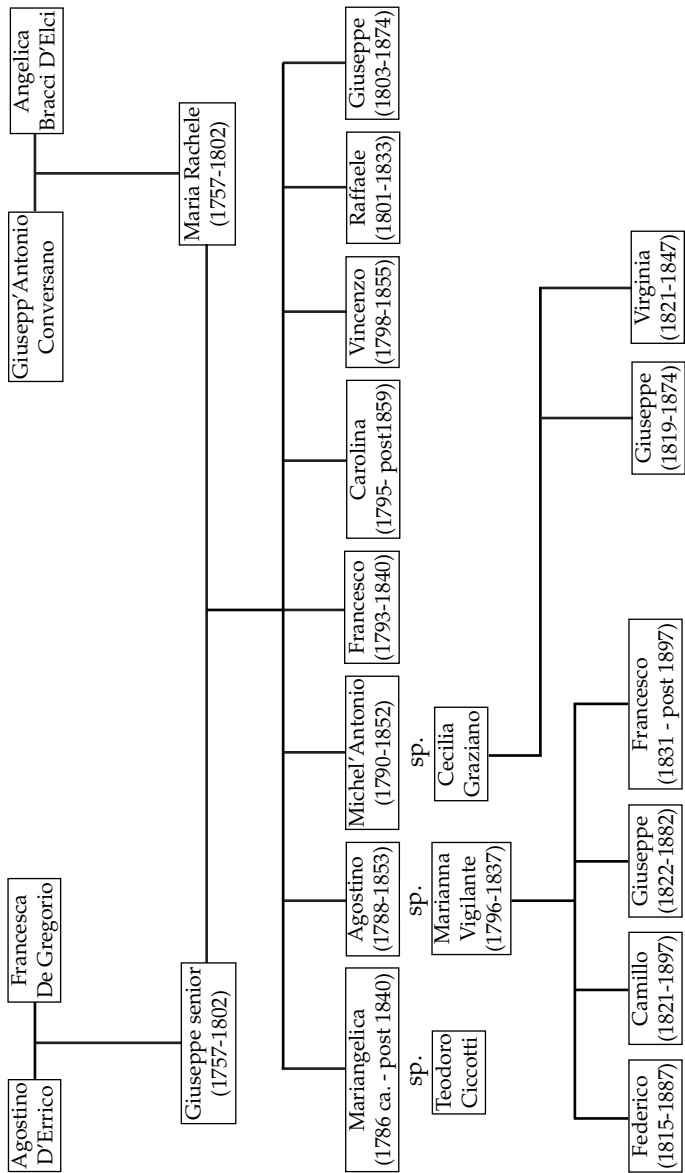 Agostino
D'Errico
Francesca
De Gregorio
Giusepp'Antonio
Conversano
Angelica
Bracci D'Elci
Giuseppe senior
(1757-1802)
Maria Rachele
(1757-1802)
Mariangelica
(1786 ca. - post 1840)
Agostino
(1788-1853)
Michel'Antonio
(1790-1852)
Francesco
(1793-1840)
Carolina
(1795- post1859)
Vincenzo
(1798-1855)
Raffaele
(1801-1833)
Giuseppe
(1803-1874)
sp.
Teodoro
Ciccotti
sp.
Marianna
Vigilante
(1796-1837)
sp.
Cecilia
Graziano
Federico
(1815-1887)
Camillo
(1821-1897)
Giuseppe
(1822-1882)
Francesco
(1831 - post 1897)
Giuseppe
(1819-1874)
Virginia
(1821-1847)